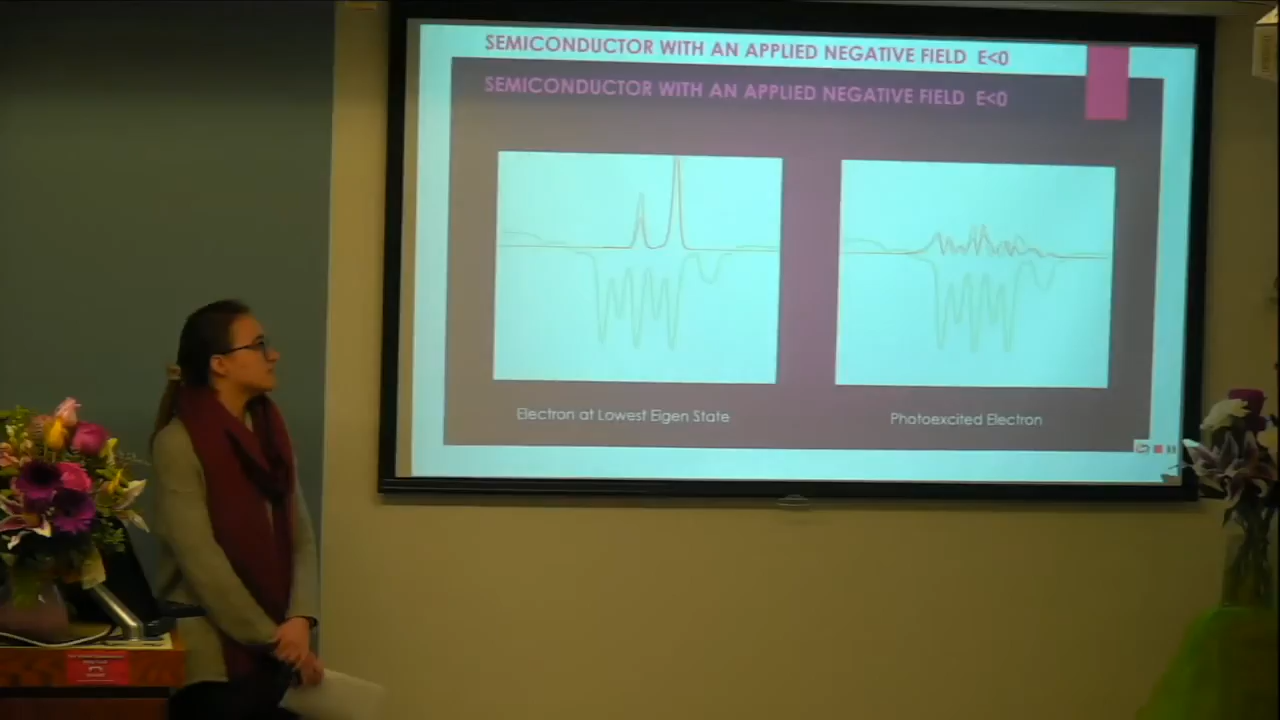 SEMICONDUCTOR WITH AN APPLIED NEGATIVE FIELD E<0
SEMICONDUCTOR WITH AN APPLIED NEGATIVE FIELD E<0
Electron at Lowest Eigen State
Photoexcited Electron